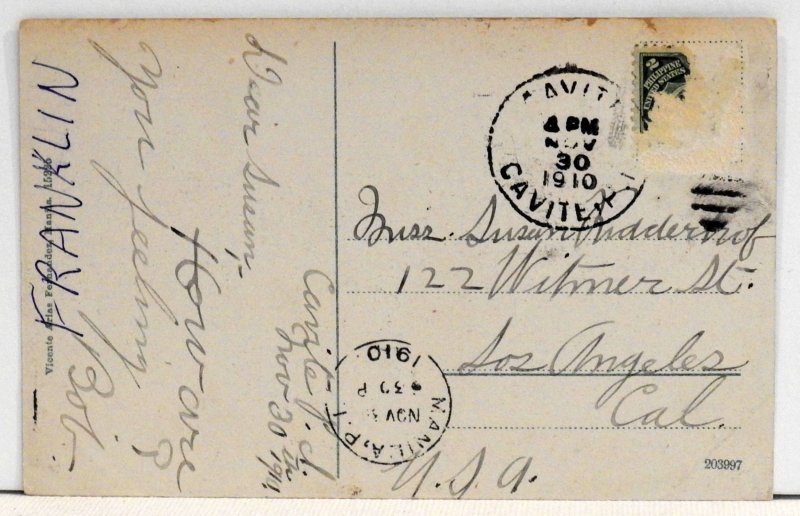 FRANKLIN
Vicente Arias Fernandez, Manila.
Cavite P.I.
Nov 30th 1910
Dear Susan,-
How are
you feeling?
Bob
CAVITE
4 PM
NOV
30
1910
CAVITE, P. I.
2
PHILIPPINE
UNITED STATES
Miss. Susan
122 Witmer St.
Los Angeles
Cal.
U.S.A.
MANILA, P. I.
NOV
30 P
1910
203997